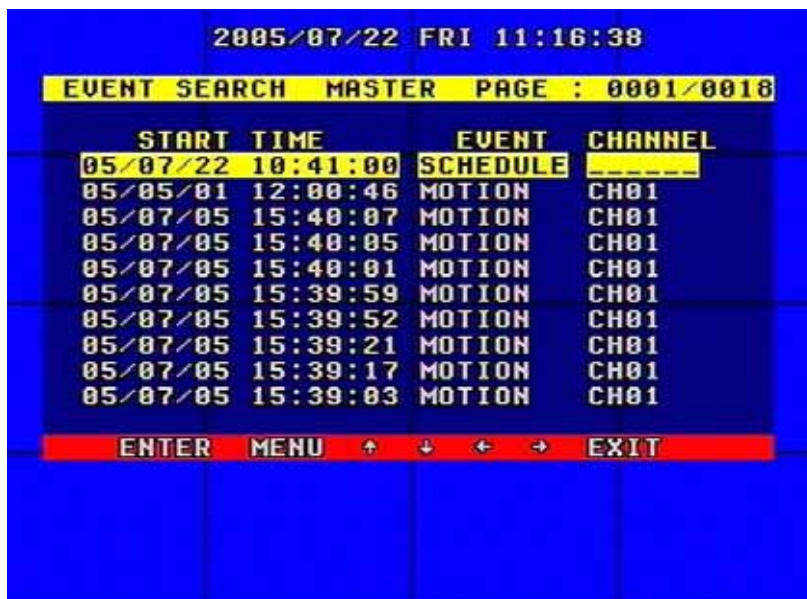 2005/07/22 FRI 11:16:38
EVENT SEARCH MASTER PAGE : 0001/0018
START TIME EVENT CHANNEL
05/07/22 10:41:00 SCHEDULE ______
05/05/01 12:00:46 MOTION CH01
05/07/05 15:40:07 MOTION CH01
05/07/05 15:40:05 MOTION CH01
05/07/05 15:40:01 MOTION CH01
05/07/05 15:39:59 MOTION CH01
05/07/05 15:39:52 MOTION CH01
05/07/05 15:39:21 MOTION CH01
05/07/05 15:39:17 MOTION CH01
05/07/05 15:39:03 MOTION CH01
ENTER MENU ↑ ↓ ← → EXIT